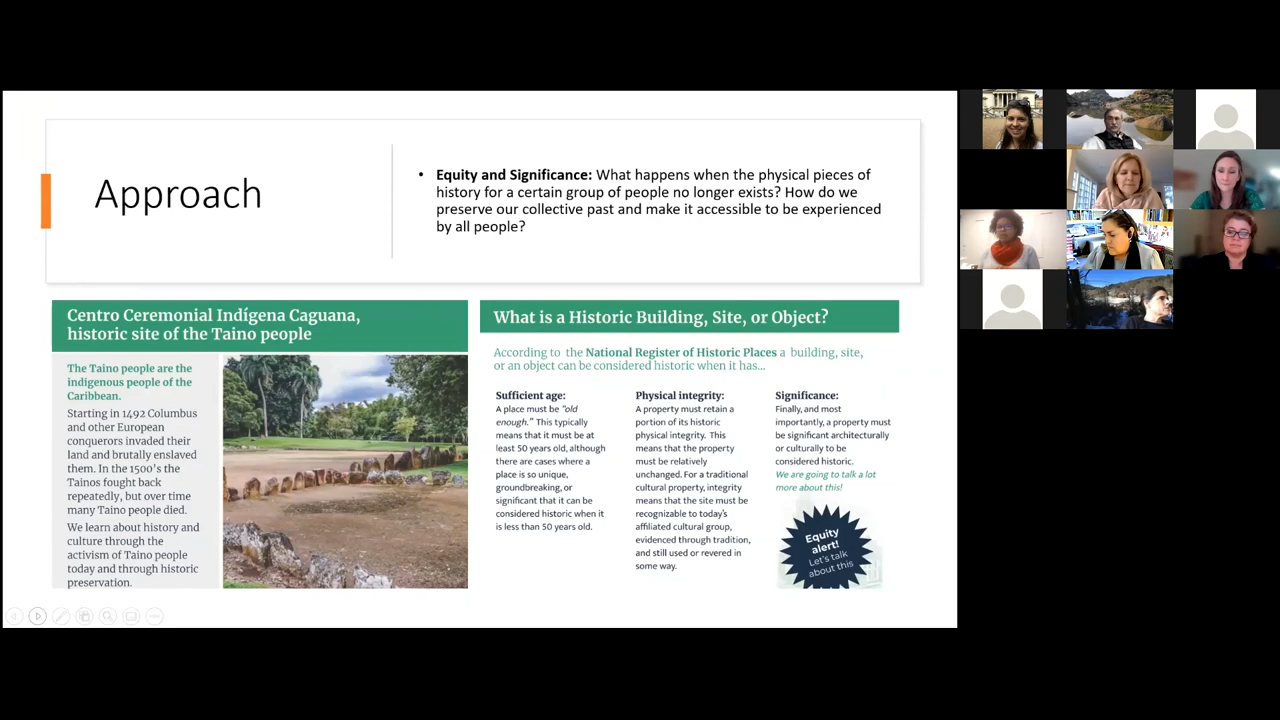 Approach
• Equity and Significance: What happens when the physical pieces of
history for a certain group of people no longer exists? How do we
preserve our collective past and make it accessible to be experienced
by all people?
Centro Ceremonial Indígena Caguana,
historic site of the Taino people
The Taino people are the
indigenous people of the
Caribbean.
Starting in 1492 Columbus
and other European
conquerors invaded their
land and brutally enslaved
them. In the 1500's the
Tainos fought back
repeatedly, but over time
many Taino people died.
We learn about history and
culture through the
activism of Taino people
today and through historic
preservation.
What is a Historic Building, Site, or Object?
According to the National Register of Historic Places a building, site,
or an object can be considered historic when it has...
Sufficient age:
A place must be "old
enough." This typically
means that it must be at
least 50 years old, although
there are cases where a
place is so unique,
groundbreaking, or
significant that it can be
considered historic when it
is less than 50 years old.
Physical integrity:
A property must retain a
portion of its historic
physical integrity. This
means that the property
must be relatively
unchanged. For a traditional
cultural property, integrity
means that the site must be
recognizable to today's
affiliated cultural group,
evidenced through tradition,
and still used or revered in
some way.
Significance:
Finally, and most
importantly, a property must
be significant architecturally
or culturally to be
considered historic.
We are going to talk a lot
more about this!
Equity
alert!
Let's talk
about this